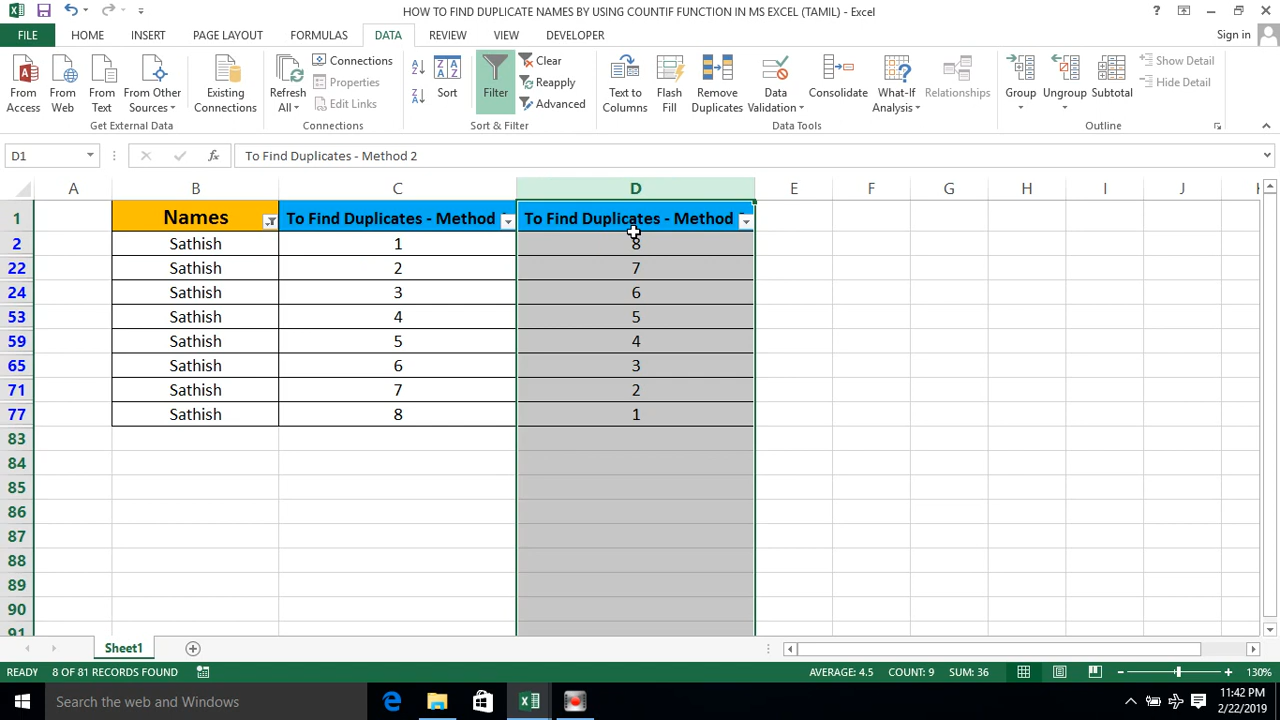 HOW TO FIND DUPLICATE NAMES BY USING COUNTIF FUNCTION IN MS EXCEL (TAMIL) - Excel
FILE HOME INSERT PAGE LAYOUT FORMULAS DATA REVIEW VIEW DEVELOPER Sign in
From Access
From Web
From Text
From Other Sources
Existing Connections
Get External Data
Refresh All
Connections
Properties
Edit Links
Connections
Sort
Filter
Clear
Reapply
Advanced
Sort & Filter
Text to Columns
Flash Fill
Remove Duplicates
Data Validation
Consolidate
What-If Analysis
Relationships
Data Tools
Group
Ungroup
Subtotal
Show Detail
Hide Detail
Outline
D1 fx To Find Duplicates - Method 2
A B C D E F G H I J
1 Names To Find Duplicates - Method To Find Duplicates - Method
2 Sathish 1 8
22 Sathish 2 7
24 Sathish 3 6
53 Sathish 4 5
59 Sathish 5 4
65 Sathish 6 3
71 Sathish 7 2
77 Sathish 8 1
83
84
85
86
87
88
89
90
91
Sheet1
READY 8 OF 81 RECORDS FOUND AVERAGE: 4.5 COUNT: 9 SUM: 36 130%
Search the web and Windows 11:42 PM
2/22/2019